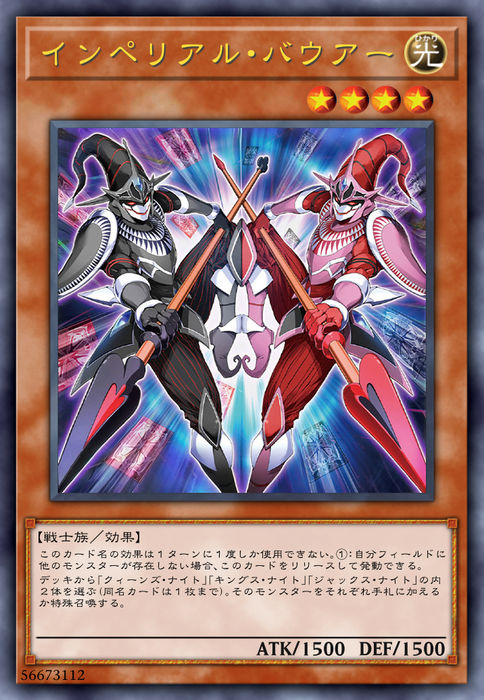 インペリアル・バウアー
ひかり
光
【戦士族／効果】
このカード名の効果は１ターンに１度しか使用できない。①：自分フィールドに
他のモンスターが存在しない場合、このカードをリリースして発動できる。
デッキから「クィーンズ・ナイト」「キングス・ナイト」「ジャックス・ナイト」の内
２体を選ぶ（同名カードは１枚まで）。そのモンスターをそれぞれ手札に加える
か特殊召喚する。
ATK/1500 DEF/1500
56673112